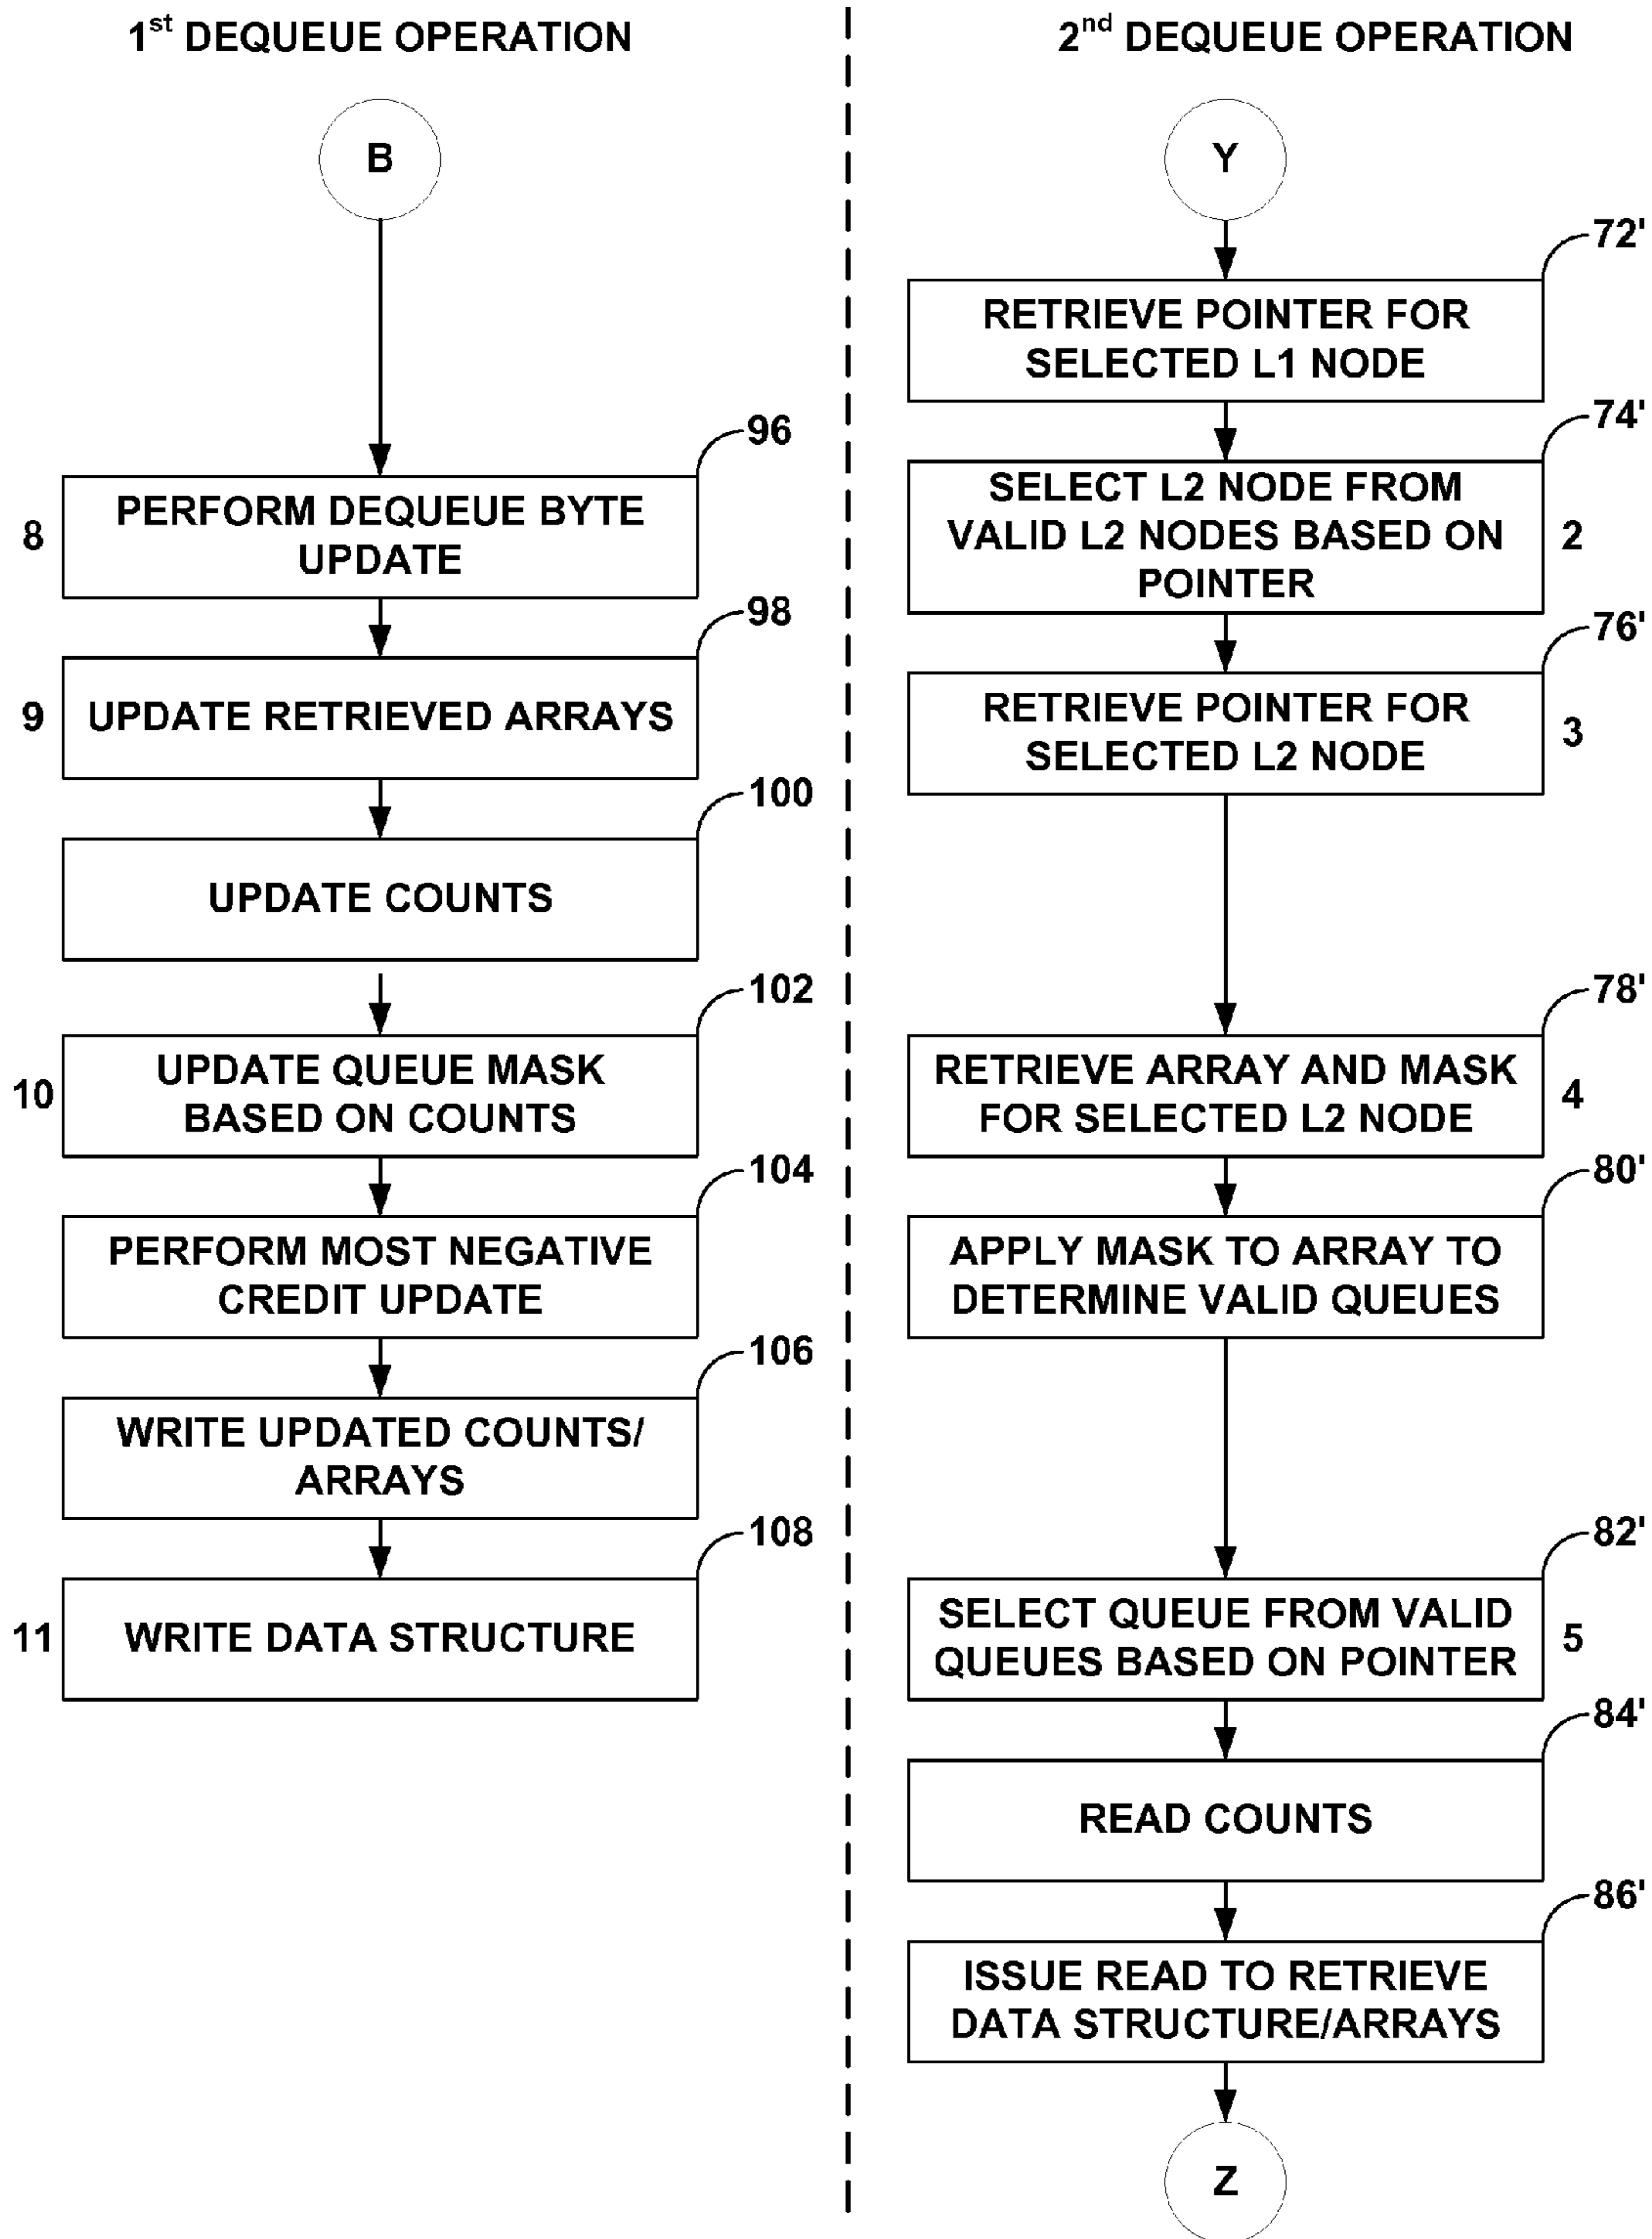 1st DEQUEUE OPERATION
B
96
8
PERFORM DEQUEUE BYTE
UPDATE
98
9
UPDATE RETRIEVED ARRAYS
100
UPDATE COUNTS
102
10
UPDATE QUEUE MASK
BASED ON COUNTS
104
PERFORM MOST NEGATIVE
CREDIT UPDATE
106
WRITE UPDATED COUNTS/
ARRAYS
108
11
WRITE DATA STRUCTURE
2nd DEQUEUE OPERATION
Y
72'
RETRIEVE POINTER FOR
SELECTED L1 NODE
74'
SELECT L2 NODE FROM
VALID L2 NODES BASED ON
POINTER
2
76'
RETRIEVE POINTER FOR
SELECTED L2 NODE
3
78'
RETRIEVE ARRAY AND MASK
FOR SELECTED L2 NODE
4
80'
APPLY MASK TO ARRAY TO
DETERMINE VALID QUEUES
82'
SELECT QUEUE FROM VALID
QUEUES BASED ON POINTER
5
84'
READ COUNTS
86'
ISSUE READ TO RETRIEVE
DATA STRUCTURE/ARRAYS
Z